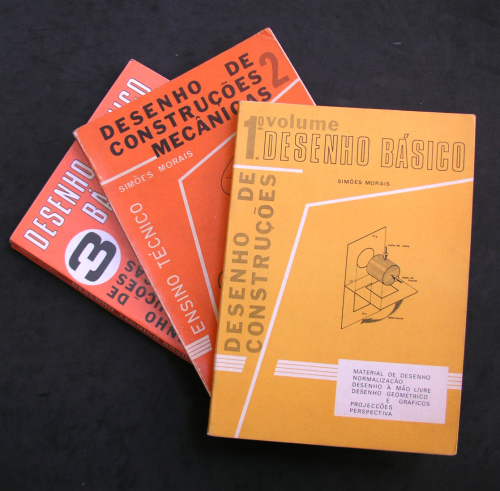 1.º volume
DESENHO BÁSICO
SIMÕES MORAIS
DESENHO DE
CONSTRUÇÕES
MATERIAL DE DESENHO
NORMALIZAÇÃO
DESENHO À MÃO LIVRE
DESENHO GEOMÉTRICO
E GRÁFICOS
PROJECÇÕES
PERSPECTIVA
DESENHO DE
CONSTRUÇÕES
MECÂNICAS
2
SIMÕES MORAIS
ENSINO TÉCNICO
DESENHO
3